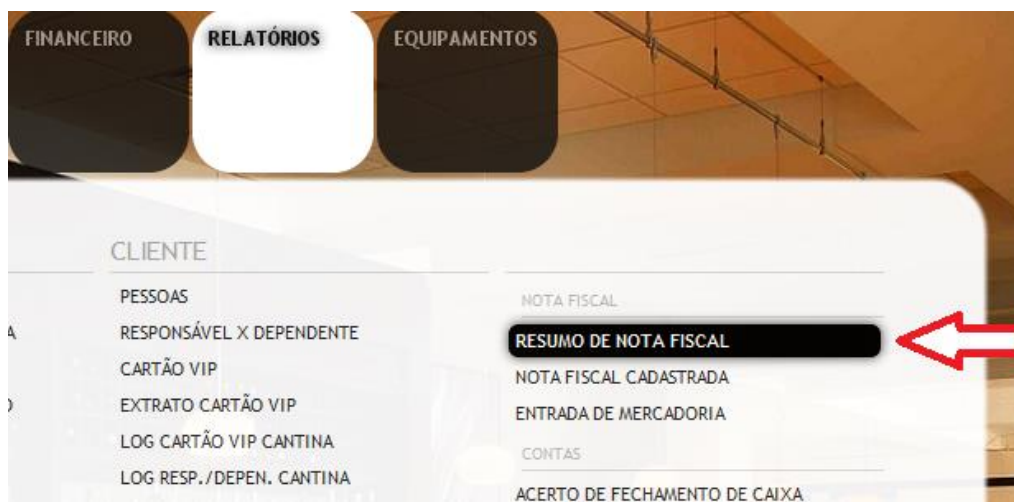 FINANCEIRO
RELATÓRIOS
EQUIPAMENTOS
CLIENTE
PESSOAS
RESPONSÁVEL X DEPENDENTE
CARTÃO VIP
EXTRATO CARTÃO VIP
LOG CARTÃO VIP CANTINA
LOG RESP./DEPEN. CANTINA
NOTA FISCAL
RESUMO DE NOTA FISCAL
NOTA FISCAL CADASTRADA
ENTRADA DE MERCADORIA
CONTAS
ACERTO DE FECHAMENTO DE CAIXA